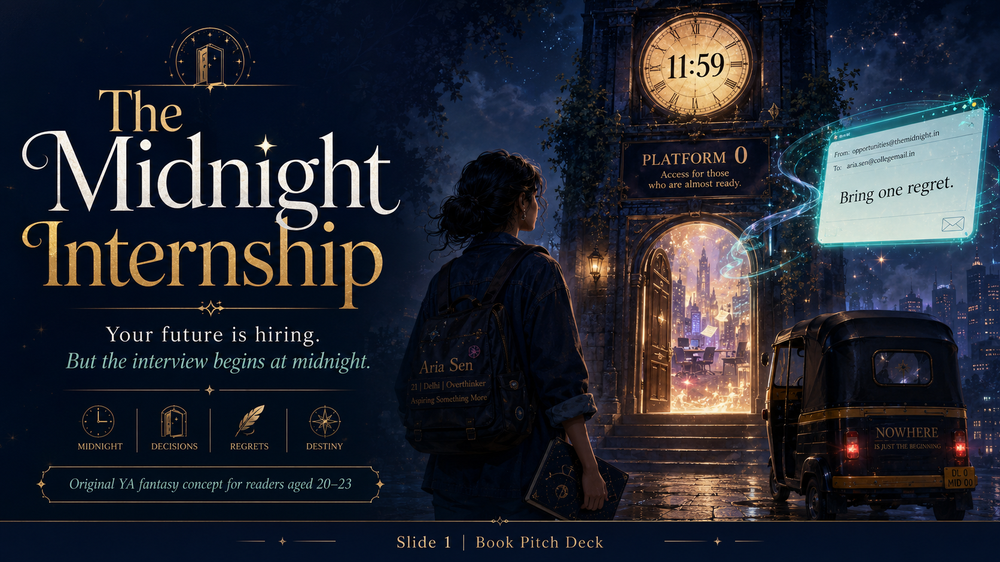 The
Midnight
Internship
Your future is hiring.
But the interview begins at midnight.
MIDNIGHT
DECISIONS
REGRETS
DESTINY
Original YA fantasy concept for readers aged 20–23
XII
11:59
PLATFORM 0
Access for those
who are almost ready.
From: opportunities@themidnight.in
To: aria.sen@collegemail.in
Bring one regret.
Aria Sen
21 | Delhi | Overthinker
Aspiring Something More
NOWHERE
IS JUST THE BEGINNING
DL 0
MID 00
Slide 1 | Book Pitch Deck